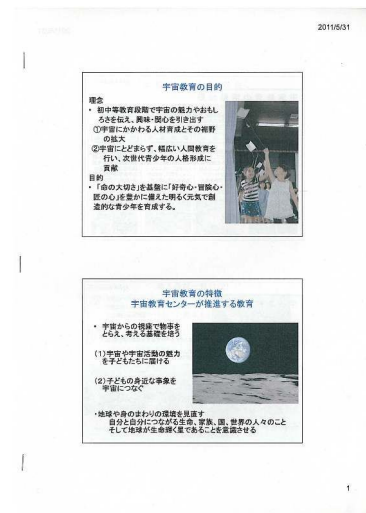 2011/5/31
宇宙教育の目的
理念
・ 初中等教育段階で宇宙の魅力やおもし
ろさを伝え、興味・関心を引き出す
①宇宙にかかわる人材育成とその裾野
の拡大
②宇宙にとどまらず、幅広い人間教育を
行い、次世代青少年の人格形成に
貢献
目的
・ 「命の大切さ」を基盤に「好奇心・冒険心・
匠の心」を豊かに備えた明るく元気で創
造的な青少年を育成する。
宇宙教育の特徴
宇宙教育センターが推進する教育
・ 宇宙からの視座で物事を
とらえ、考える基礎を培う
(1)宇宙や宇宙活動の魅力
を子どもたちに届ける
(2)子どもの身近な事象を
宇宙につなぐ
・地球や身のまわりの環境を見直す
自分と自分につながる生命、家族、国、世界の人々のこと
そして地球が生命輝く星であることを意識させる
1